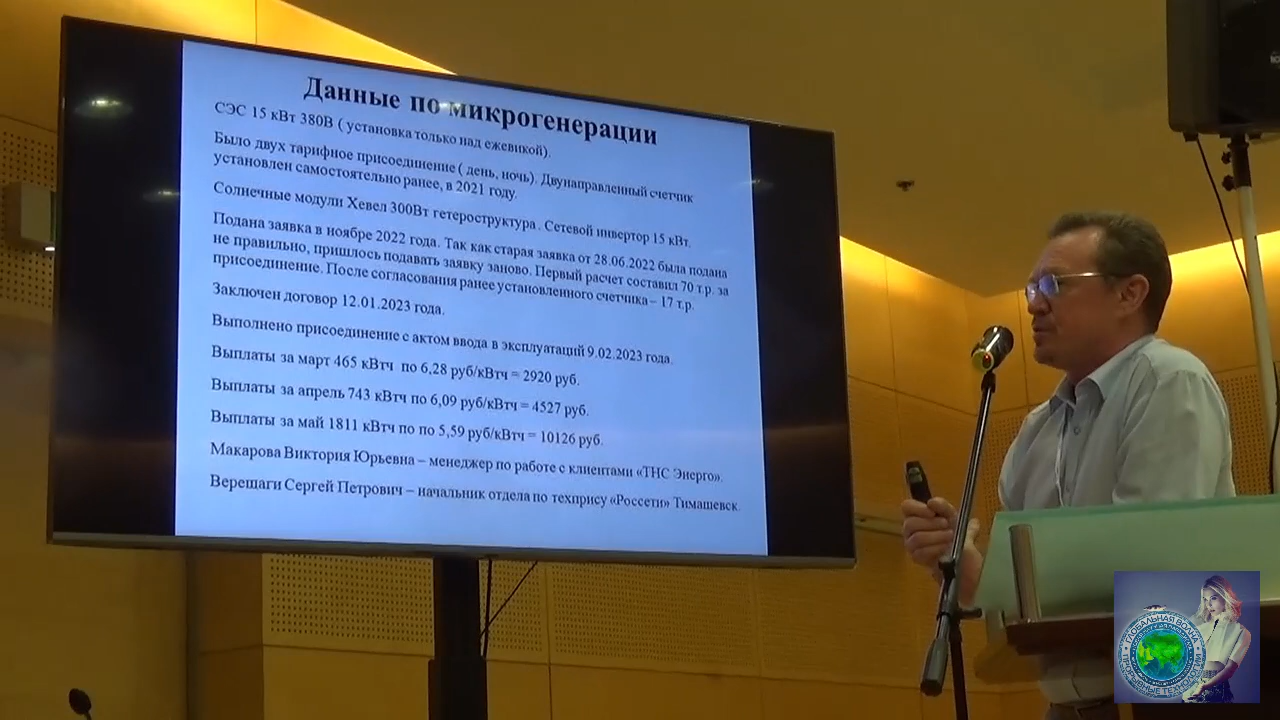 Данные по микрогенерации
СЭС 15 кВт 380В ( установка только над ежевикой).
Было двух тарифное присоединение ( день, ночь). Двунаправленный счетчик
установлен самостоятельно ранее, в 2021 году.
Солнечные модули Хевел 300Вт гетероструктура . Сетевой инвертор 15 кВт.
Подана заявка в ноябре 2022 года. Так как старая заявка от 28.06.2022 была подана
не правильно, пришлось подавать заявку заново. Первый расчет составил 70 т.р. за
присоединение. После согласования ранее установленного счетчика – 17 т.р.
Заключен договор 12.01.2023 года.
Выполнено присоединение с актом ввода в эксплуатаций 9.02.2023 года.
Выплаты за март 465 кВтч по 6,28 руб/кВтч = 2920 руб.
Выплаты за апрель 743 кВтч по 6,09 руб/кВтч = 4527 руб.
Выплаты за май 1811 кВтч по по 5,59 руб/кВтч = 10126 руб.
Макарова Виктория Юрьевна – менеджер по работе с клиентами «ТНС Энерго».
Верешаги Сергей Петрович – начальник отдела по техпрису «Россети» Тимашевск.